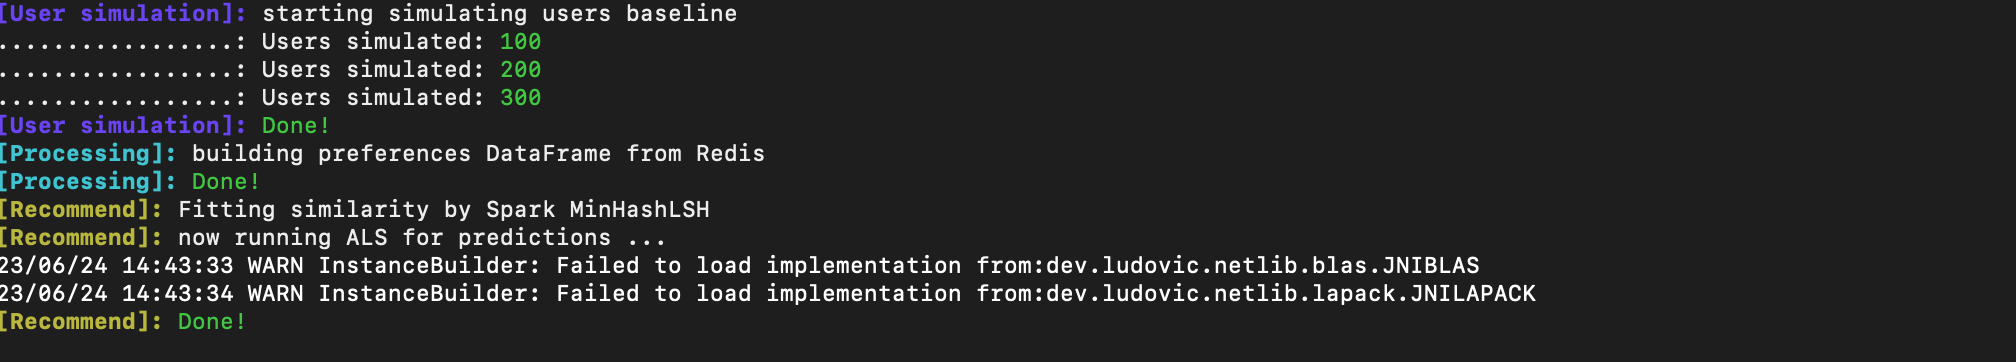 [User simulation]: starting simulating users baseline
.................: Users simulated: 100
.................: Users simulated: 200
.................: Users simulated: 300
[User simulation]: Done!
[Processing]: building preferences DataFrame from Redis
[Processing]: Done!
[Recommend]: Fitting similarity by Spark MinHashLSH
[Recommend]: now running ALS for predictions ...
23/06/24 14:43:33 WARN InstanceBuilder: Failed to load implementation from:dev.ludovic.netlib.blas.JNIBLAS
23/06/24 14:43:34 WARN InstanceBuilder: Failed to load implementation from:dev.ludovic.netlib.lapack.JNILAPACK
[Recommend]: Done!